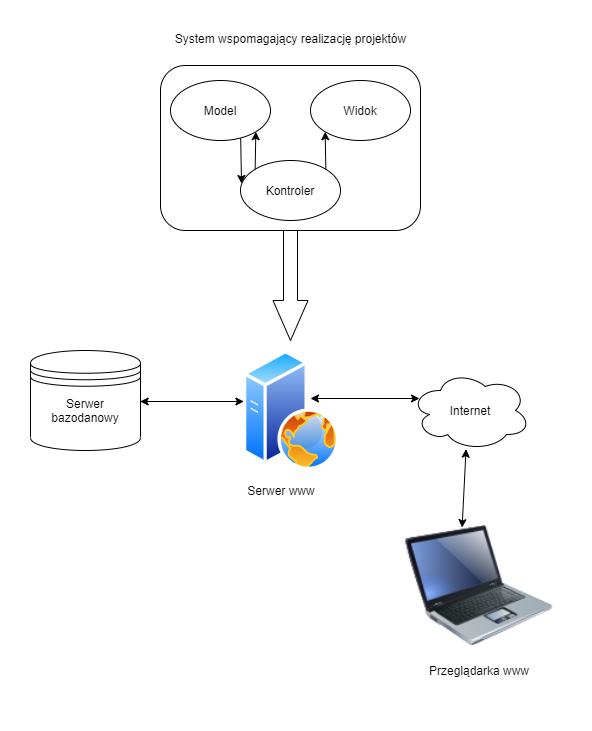 System wspomagający realizację projektów
Model
Widok
Kontroler
Serwer
bazodanowy
Internet
Serwer www
Przeglądarka www